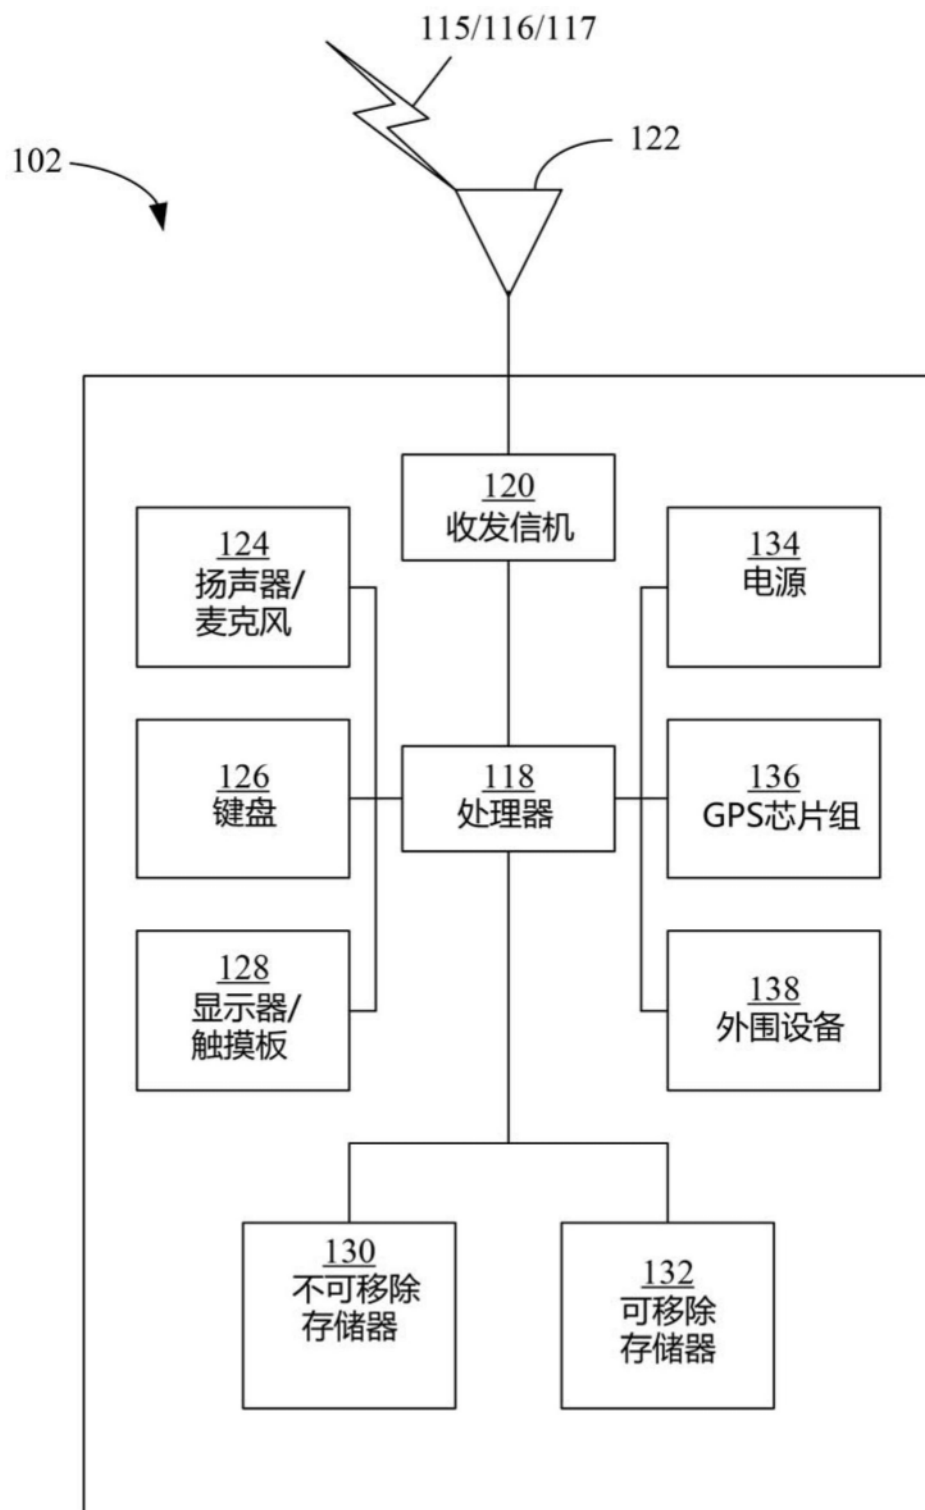 115/116/117
122
102
120
收发信机
124
扬声器/
麦克风
134
电源
126
键盘
118
处理器
136
GPS芯片组
128
显示器/
触摸板
138
外围设备
130
不可移除
存储器
132
可移除
存储器